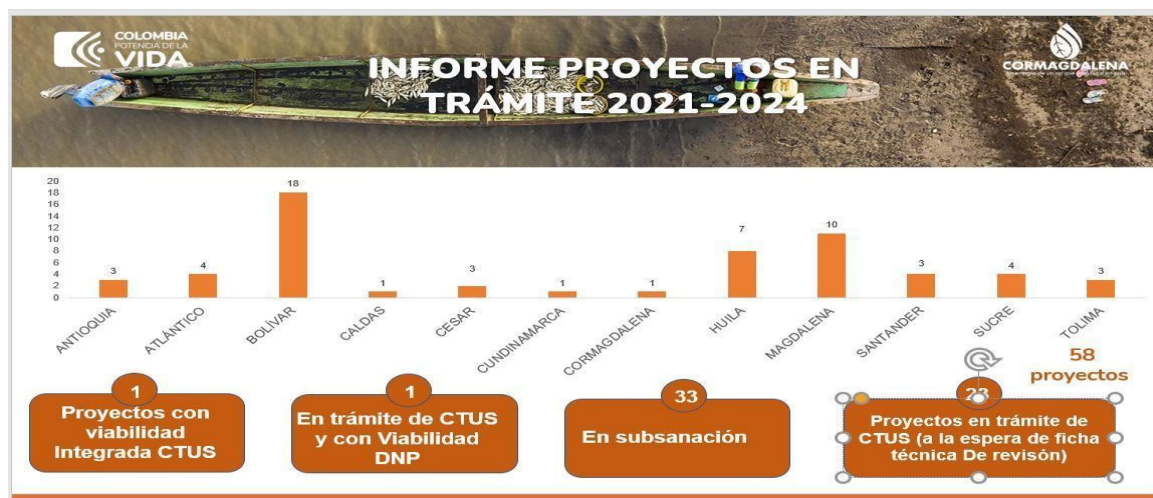 COLOMBIA
POTENCIA DE LA
VIDA
CORMAGDALENA
INFORME PROYECTOS EN
TRÁMITE 2021-2024
20
18
16
14
12
10
8
6
4
2
0
3
4
18
1
3
1
1
7
10
3
4
3
ANTIOQUIA
ATLÁNTICO
BOLÍVAR
CALDAS
CESAR
CUNDINAMARCA
CORMAGDALENA
HUILA
MAGDALENA
SANTANDER
SUCRE
TOLIMA
58
proyectos
1
Proyectos con
viabilidad
Integrada CTUS
1
En trámite de CTUS
y con Viabilidad
DNP
33
En subsanación
23
Proyectos en trámite de
CTUS (a la espera de ficha
técnica De revisón)